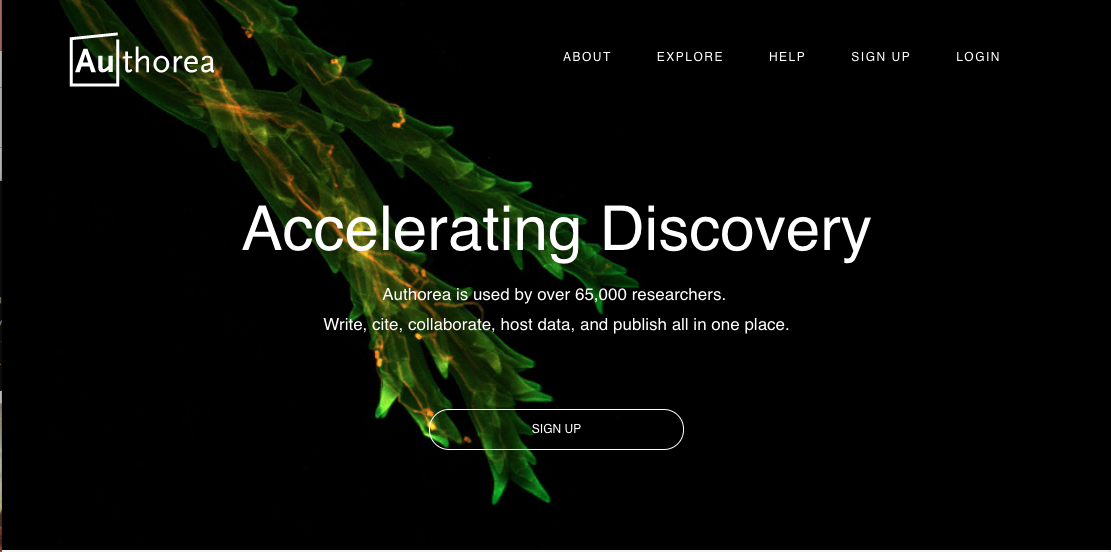 Authorea
ABOUT EXPLORE HELP SIGN UP LOGIN
Accelerating Discovery
Authorea is used by over 65,000 researchers.
Write, cite, collaborate, host data, and publish all in one place.
SIGN UP